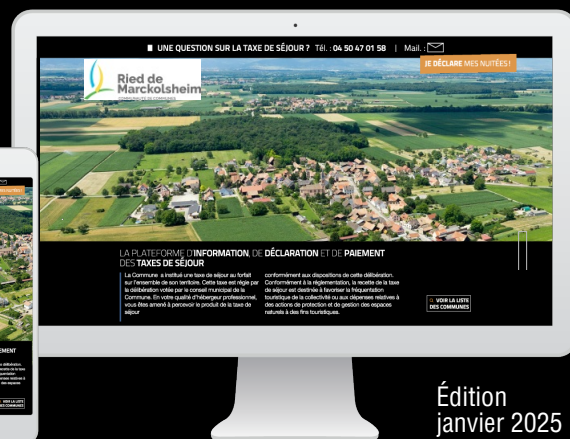 UNE QUESTION SUR LA TAXE DE SÉJOUR ? Tél. : 04 50 47 01 58 | Mail. :
JE DÉCLARE MES NUITÉES !
Ried de
Marckolsheim
COMMUNAUTÉ DE COMMUNES
LA PLATEFORME D'INFORMATION, DE DÉCLARATION ET DE PAIEMENT
DES TAXES DE SÉJOUR
La Commune a institué une taxe de séjour au forfait
sur l'ensemble de son territoire. Cette taxe est régie par
la délibération votée par le conseil municipal de la
Commune. En votre qualité d'hébergeur professionnel,
vous êtes amené à percevoir le produit de la taxe de
séjour
conformément aux dispositions de cette délibération.
Conformément à la réglementation, la recette de la taxe
de séjour est destinée à favoriser la fréquentation
touristique de la collectivité ou aux dépenses relatives à
des actions de protection et de gestion des espaces
naturels à des fins touristiques.
VOIR LA LISTE
DES COMMUNES
Édition
janvier 2025